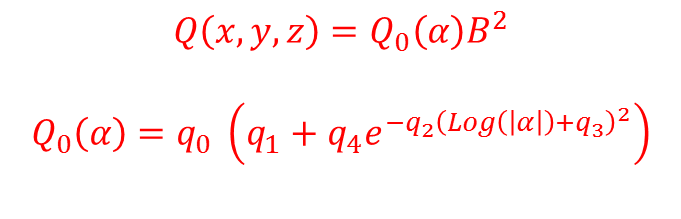 Q(x, y, z) = Q₀(α)B²
Q₀(α) = q₀ (q₁ + q₄e^{−q₂(Log(|α|)+q₃)²})